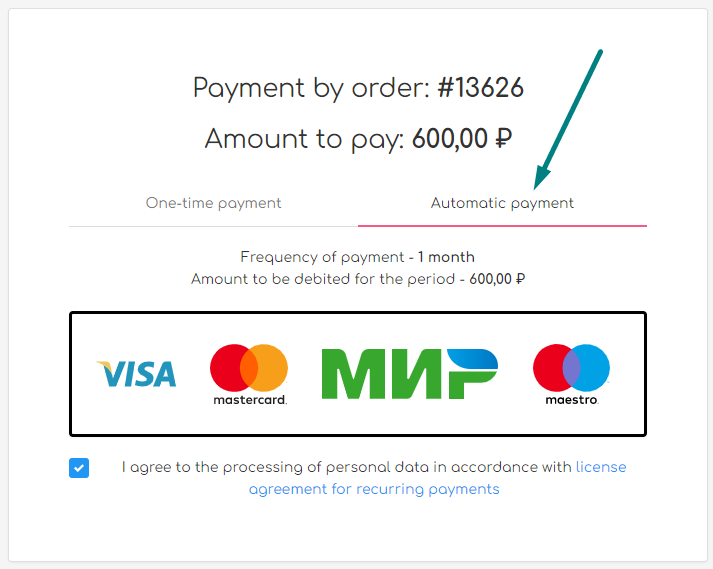 Payment by order: #13626
Amount to pay: 600,00 ₽
One-time payment Automatic payment
Frequency of payment - 1 month
Amount to be debited for the period - 600,00 ₽
VISA mastercard. МИР maestro.
I agree to the processing of personal data in accordance with license
agreement for recurring payments